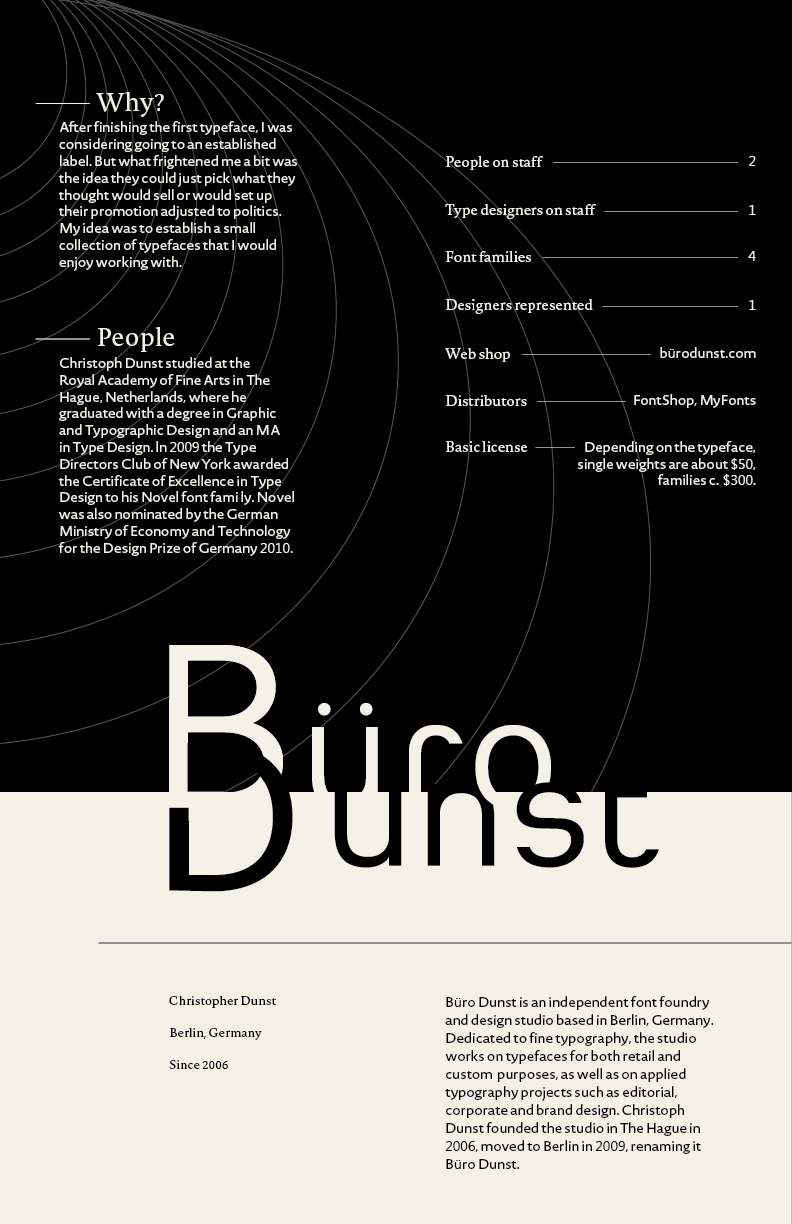 Why?
After finishing the first typeface, I was
considering going to an established
label. But what frightened me a bit was
the idea they could just pick what they
thought would sell or would set up
their promotion adjusted to politics.
My idea was to establish a small
collection of typefaces that I would
enjoy working with.
People
Christoph Dunst studied at the
Royal Academy of Fine Arts in The
Hague, Netherlands, where he
graduated with a degree in Graphic
and Typographic Design and an MA
in Type Design. In 2009 the Type
Directors Club of New York awarded
the Certificate of Excellence in Type
Design to his Novel font family. Novel
was also nominated by the German
Ministry of Economy and Technology
for the Design Prize of Germany 2010.
People on staff 2
Type designers on staff 1
Font families 4
Designers represented 1
Web shop bürodunst.com
Distributors FontShop, MyFonts
Basic license Depending on the typeface,
single weights are about $50,
families c. $300.
Büro
Dunst
Christopher Dunst
Berlin, Germany
Since 2006
Büro Dunst is an independent font foundry
and design studio based in Berlin, Germany.
Dedicated to fine typography, the studio
works on typefaces for both retail and
custom purposes, as well as on applied
typography projects such as editorial,
corporate and brand design. Christoph
Dunst founded the studio in The Hague in
2006, moved to Berlin in 2009, renaming it
Büro Dunst.